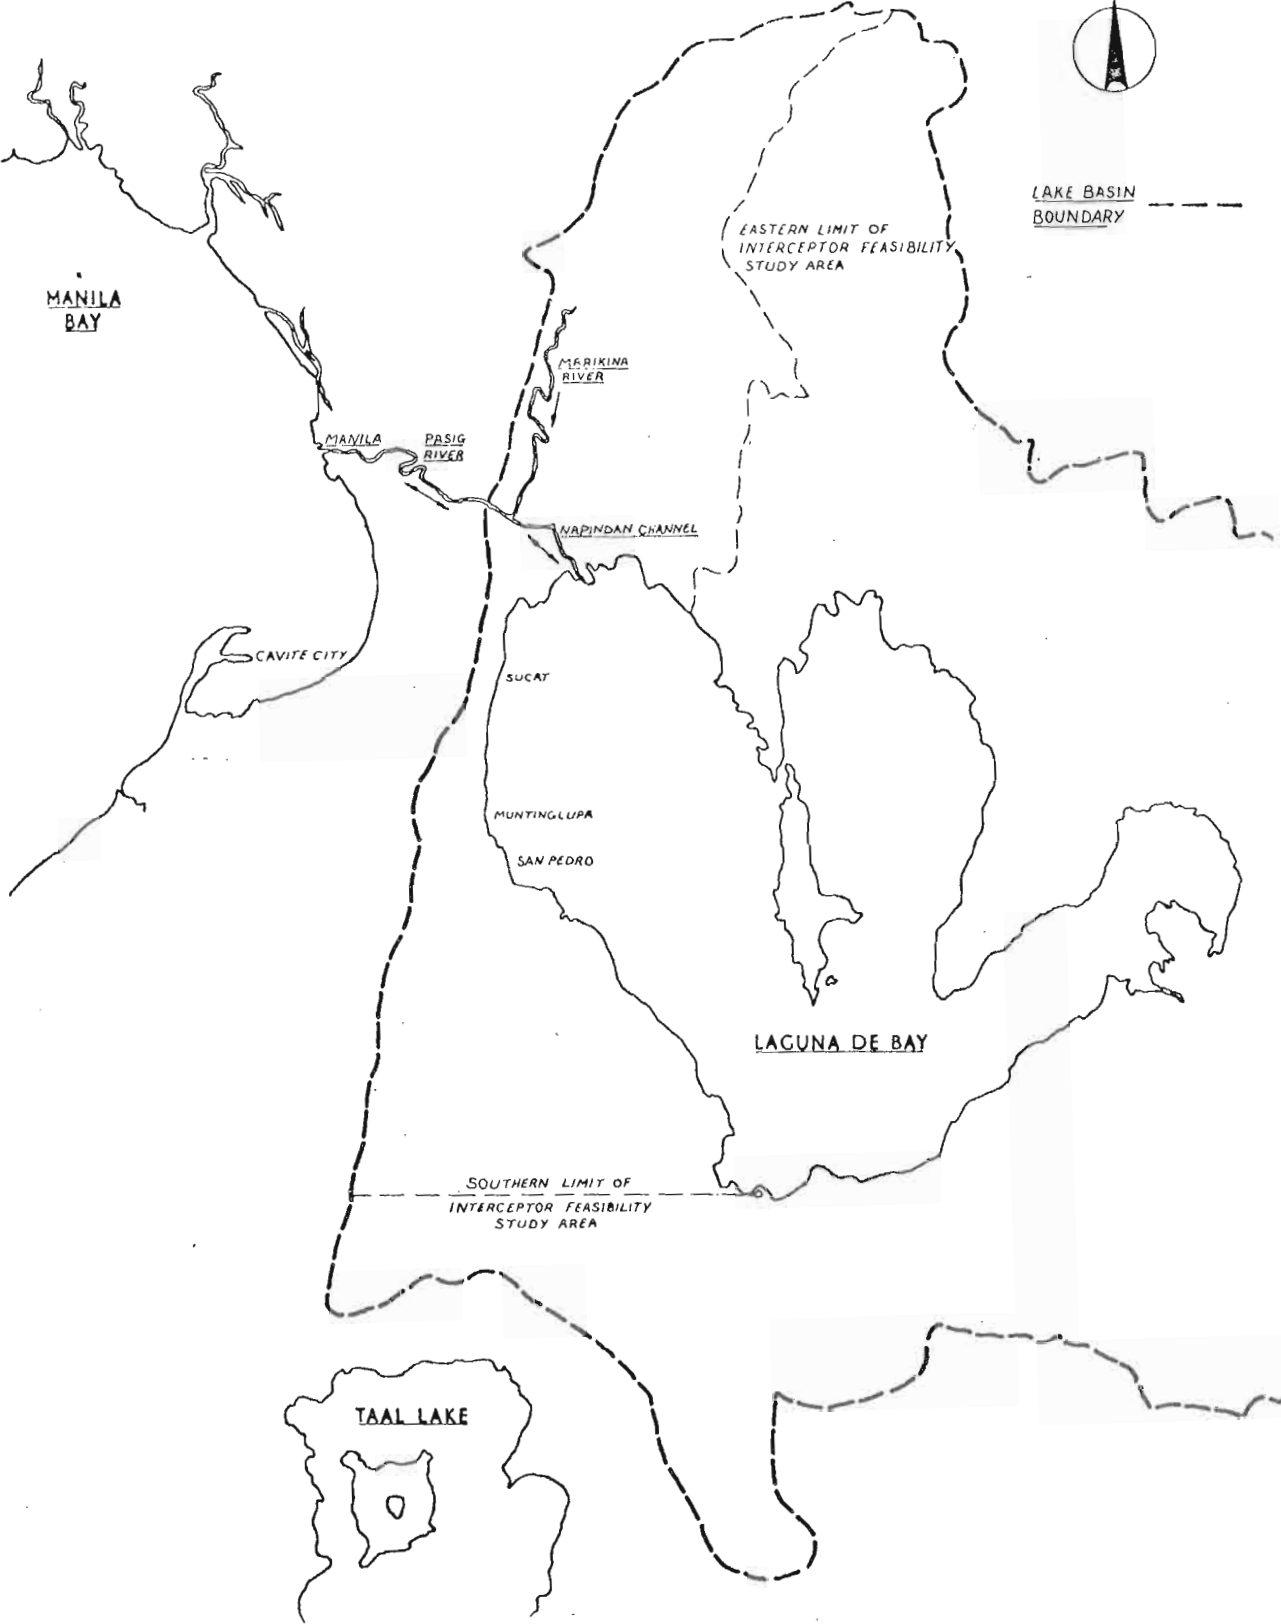 LAKE BASIN
BOUNDARY
EASTERN LIMIT OF
INTERCEPTOR FEASIBILITY
STUDY AREA
MANILA
BAY
MARIKINA
RIVER
MANILA
PASIG
RIVER
NAPINDAN CHANNEL
CAVITE CITY
SUCAT
MUNTINGLUPA
SAN PEDRO
LAGUNA DE BAY
SOUTHERN LIMIT OF
INTERCEPTOR FEASIBILITY
STUDY AREA
TAAL LAKE